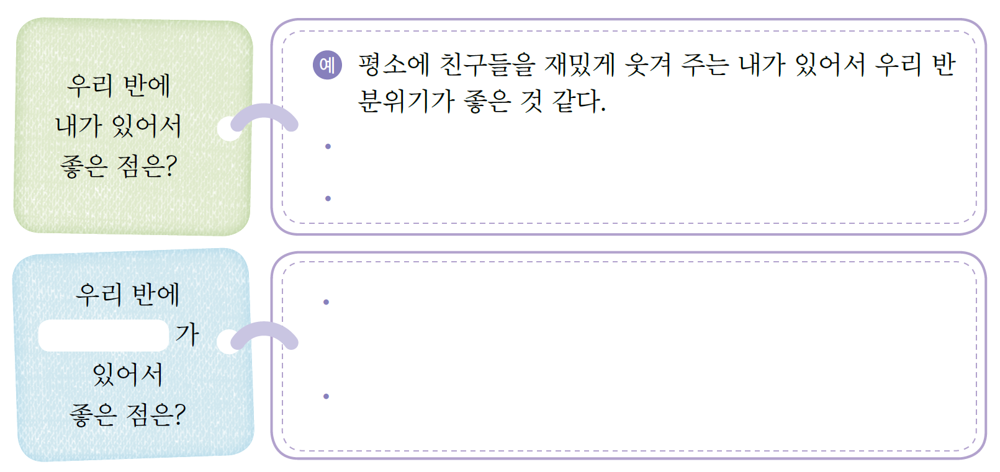 우리 반에
내가 있어서
좋은 점은?
예 평소에 친구들을 재밌게 웃겨 주는 내가 있어서 우리 반
분위기가 좋은 것 같다.
•
•
우리 반에
가
있어서
좋은 점은?
•
•